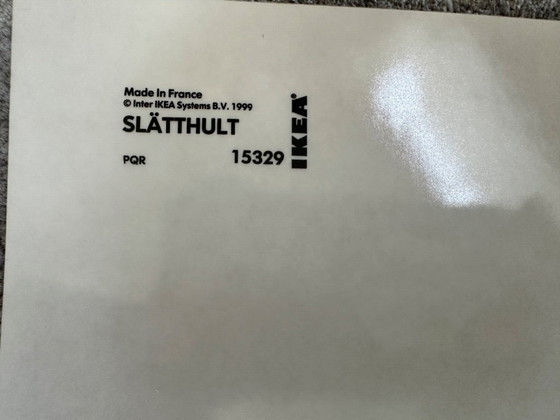 Made In France
© Inter IKEA Systems B.V. 1999
SLÄTTHULT
PQR 15329
IKEA®